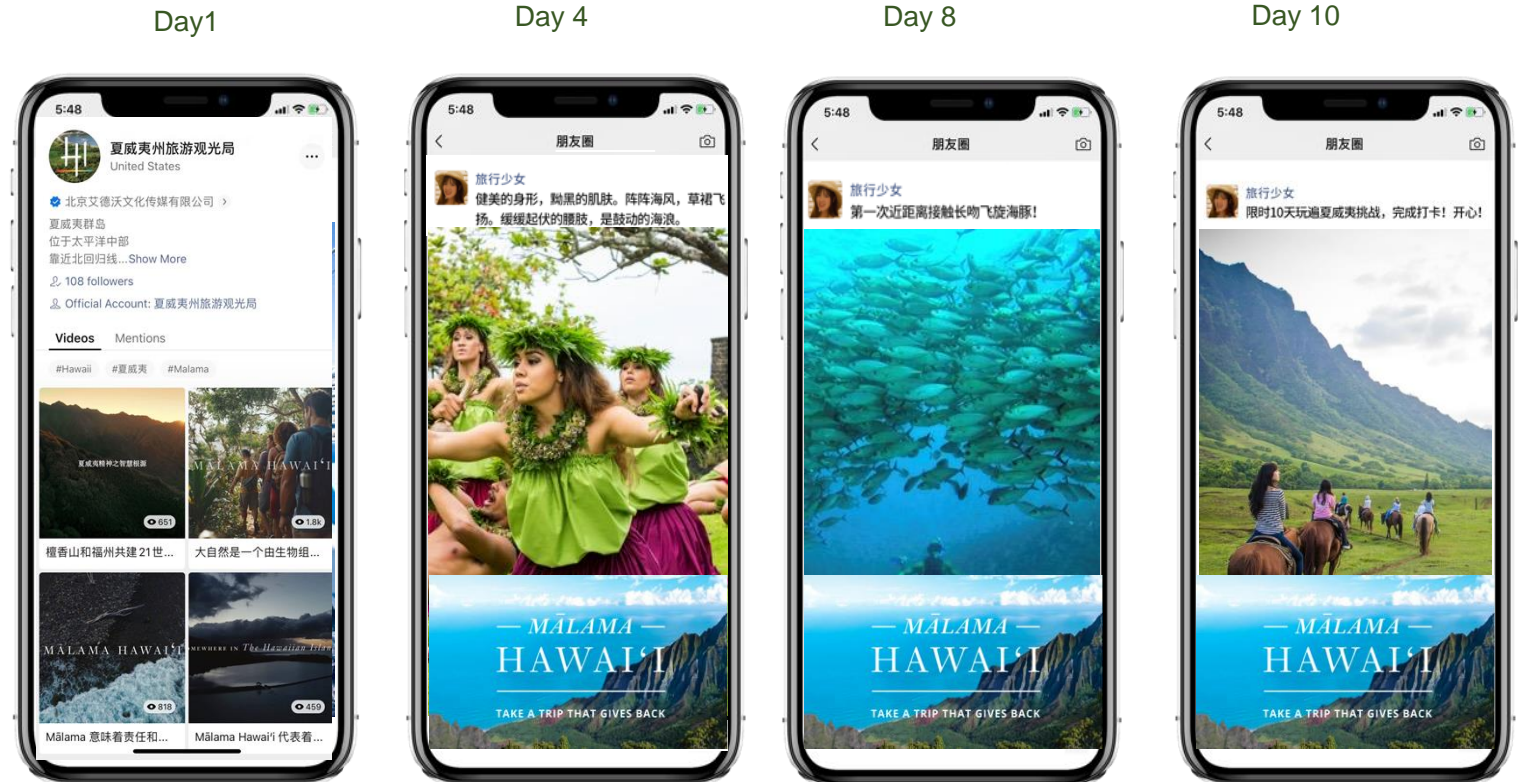 Day1
Day 4
Day 8
Day 10
5:48
夏威夷州旅游观光局
United States
北京艾德沃文化传媒有限公司 >
夏威夷群岛
位于太平洋中部
靠近北回归线...Show More
108 followers
Official Account: 夏威夷州旅游观光局
Videos Mentions
#Hawaii #夏威夷 #Malama
夏威夷精神之智慧根源
651
MĀLAMA HAWAIʻI
1.8k
檀香山和福州共建21世...
大自然是一个由生物组...
MĀLAMA HAWAIʻI
818
OMEWHERE IN The Hawaiian Islan
459
Mālama 意味着责任和...
Mālama Hawaiʻi 代表着...
5:48
朋友圈
旅行少女
健美的身形，黝黑的肌肤。阵阵海风，草裙飞
扬。缓缓起伏的腰肢，是鼓动的海浪。
— MĀLAMA —
HAWAIʻI
TAKE A TRIP THAT GIVES BACK
5:48
朋友圈
旅行少女
第一次近距离接触长吻飞旋海豚！
— MĀLAMA —
HAWAIʻI
TAKE A TRIP THAT GIVES BACK
5:48
朋友圈
旅行少女
限时10天玩遍夏威夷挑战，完成打卡！开心！
— MĀLAMA —
HAWAIʻI
TAKE A TRIP THAT GIVES BACK